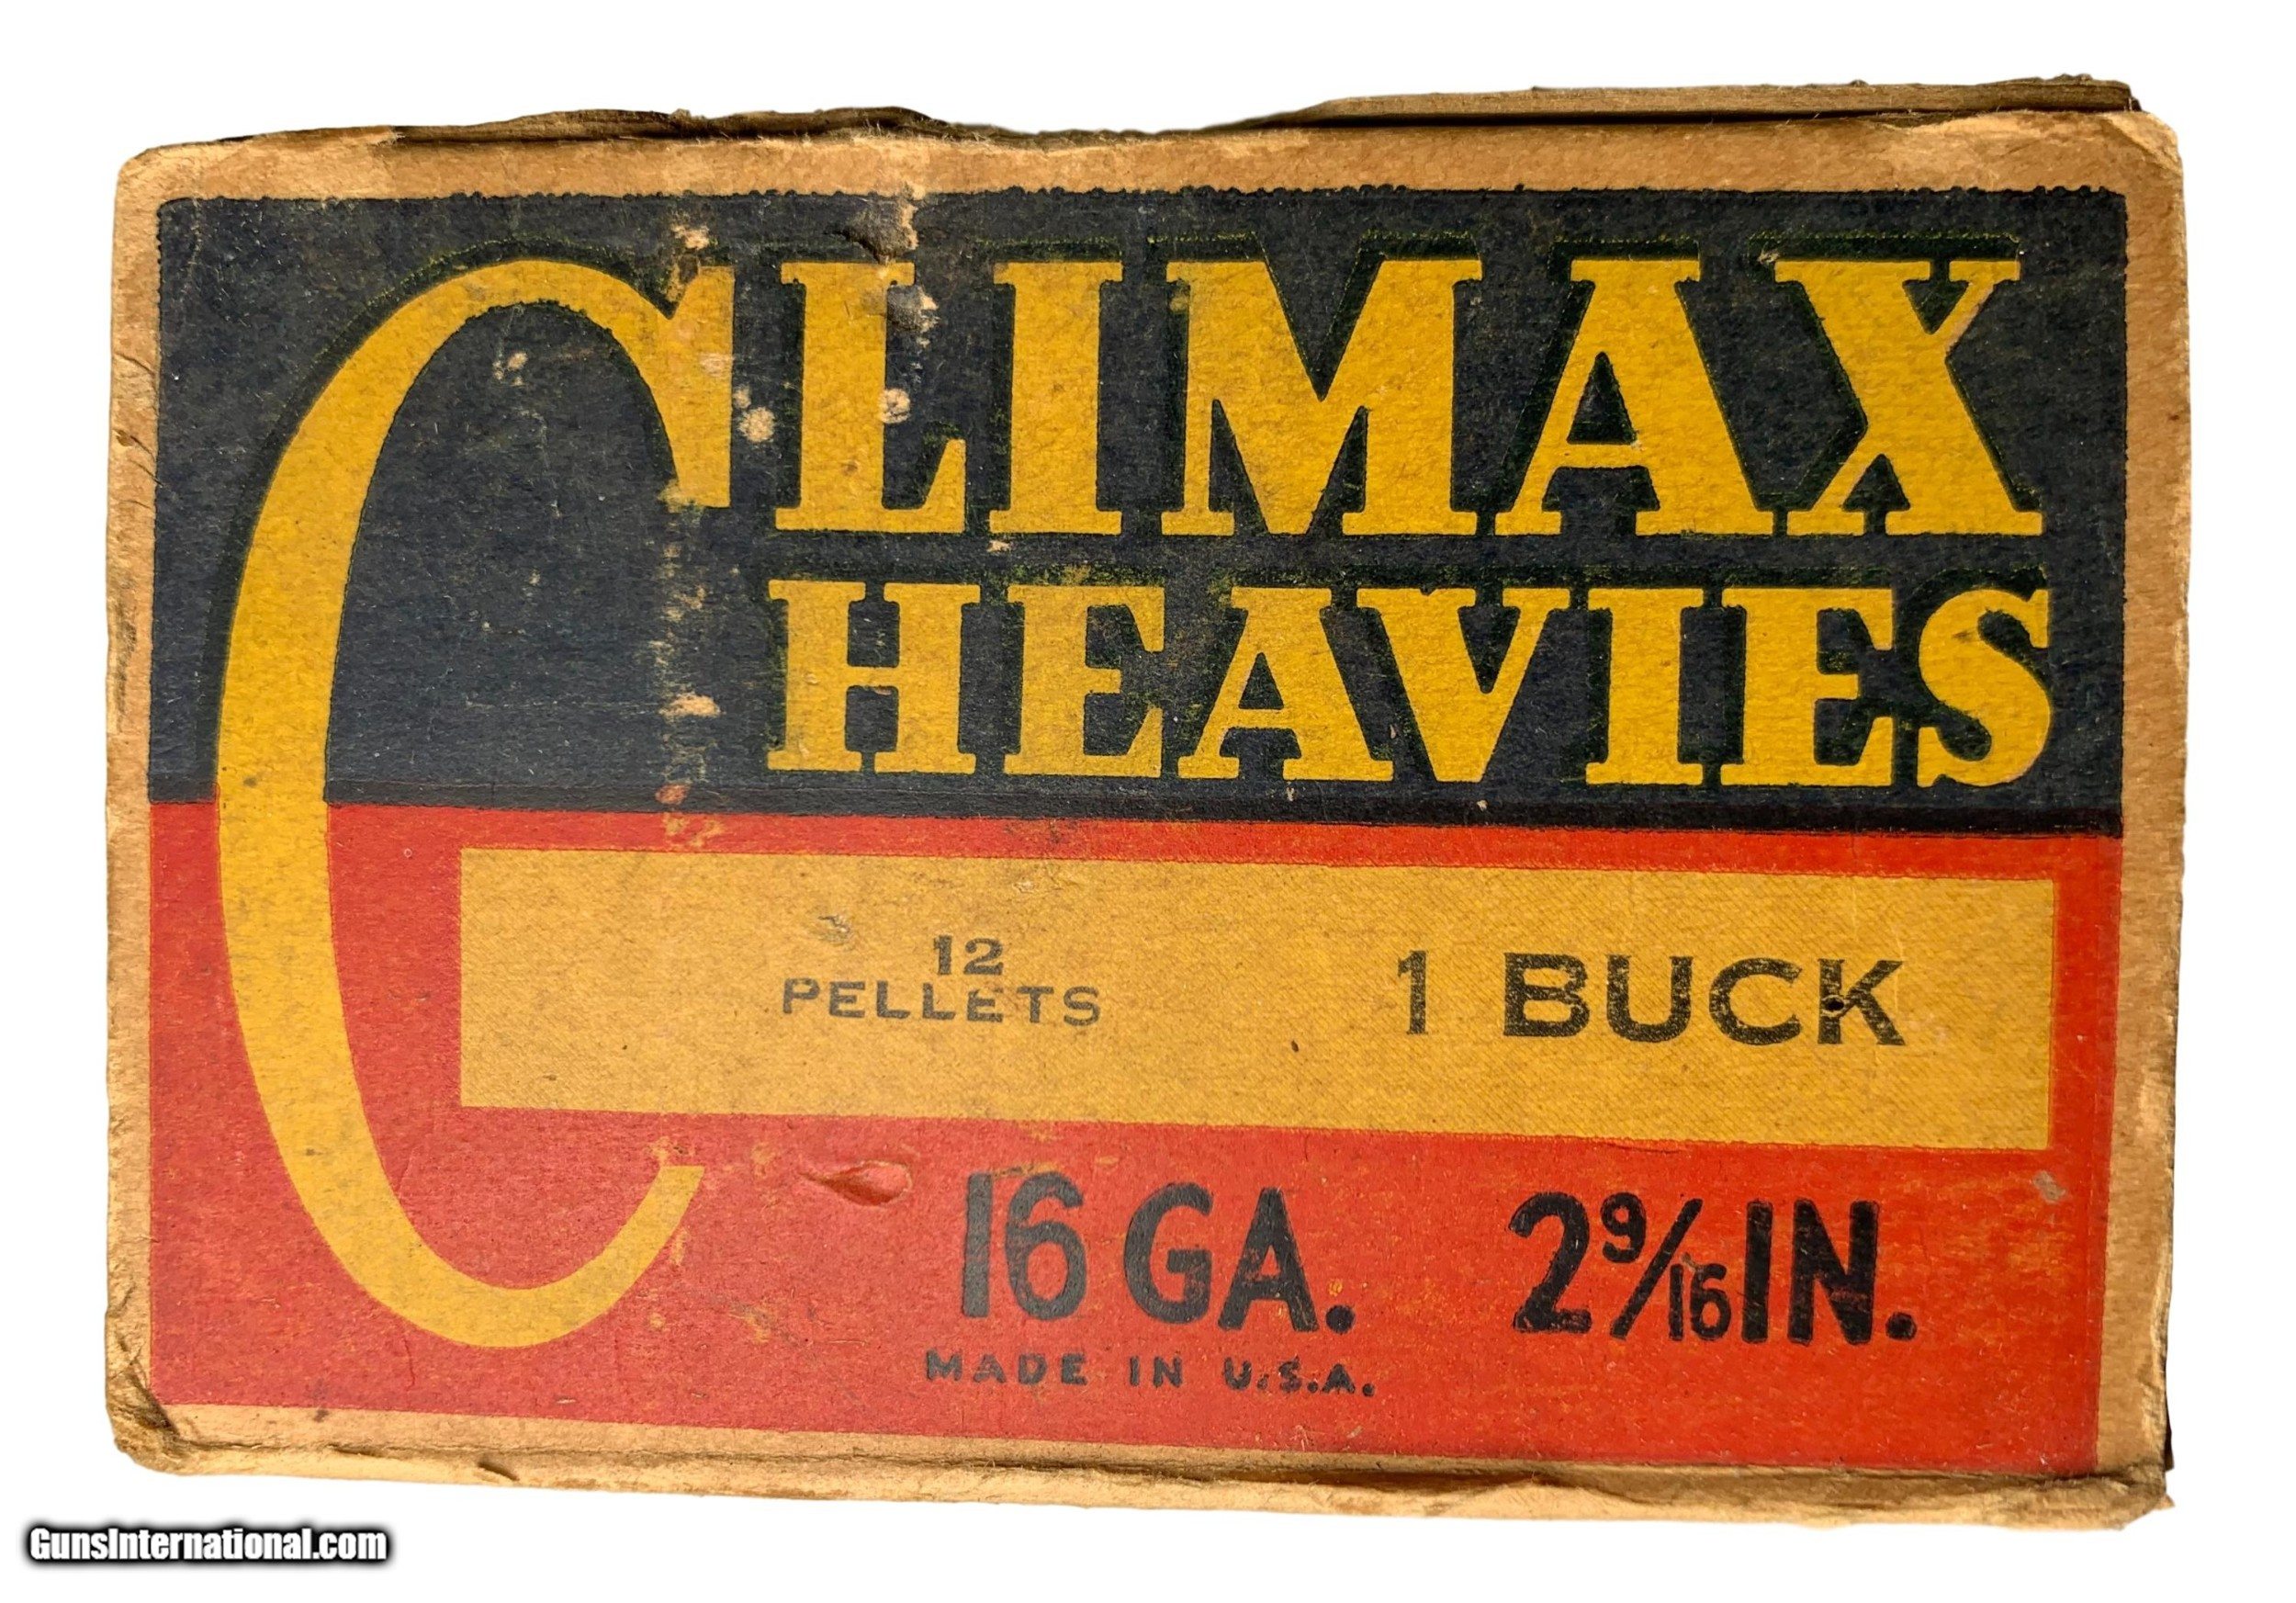 CLIMAX
HEAVIES
12
PELLETS
1 BUCK
16 GA. 2 9/16 IN.
MADE IN U.S.A.
GunsInternational.com